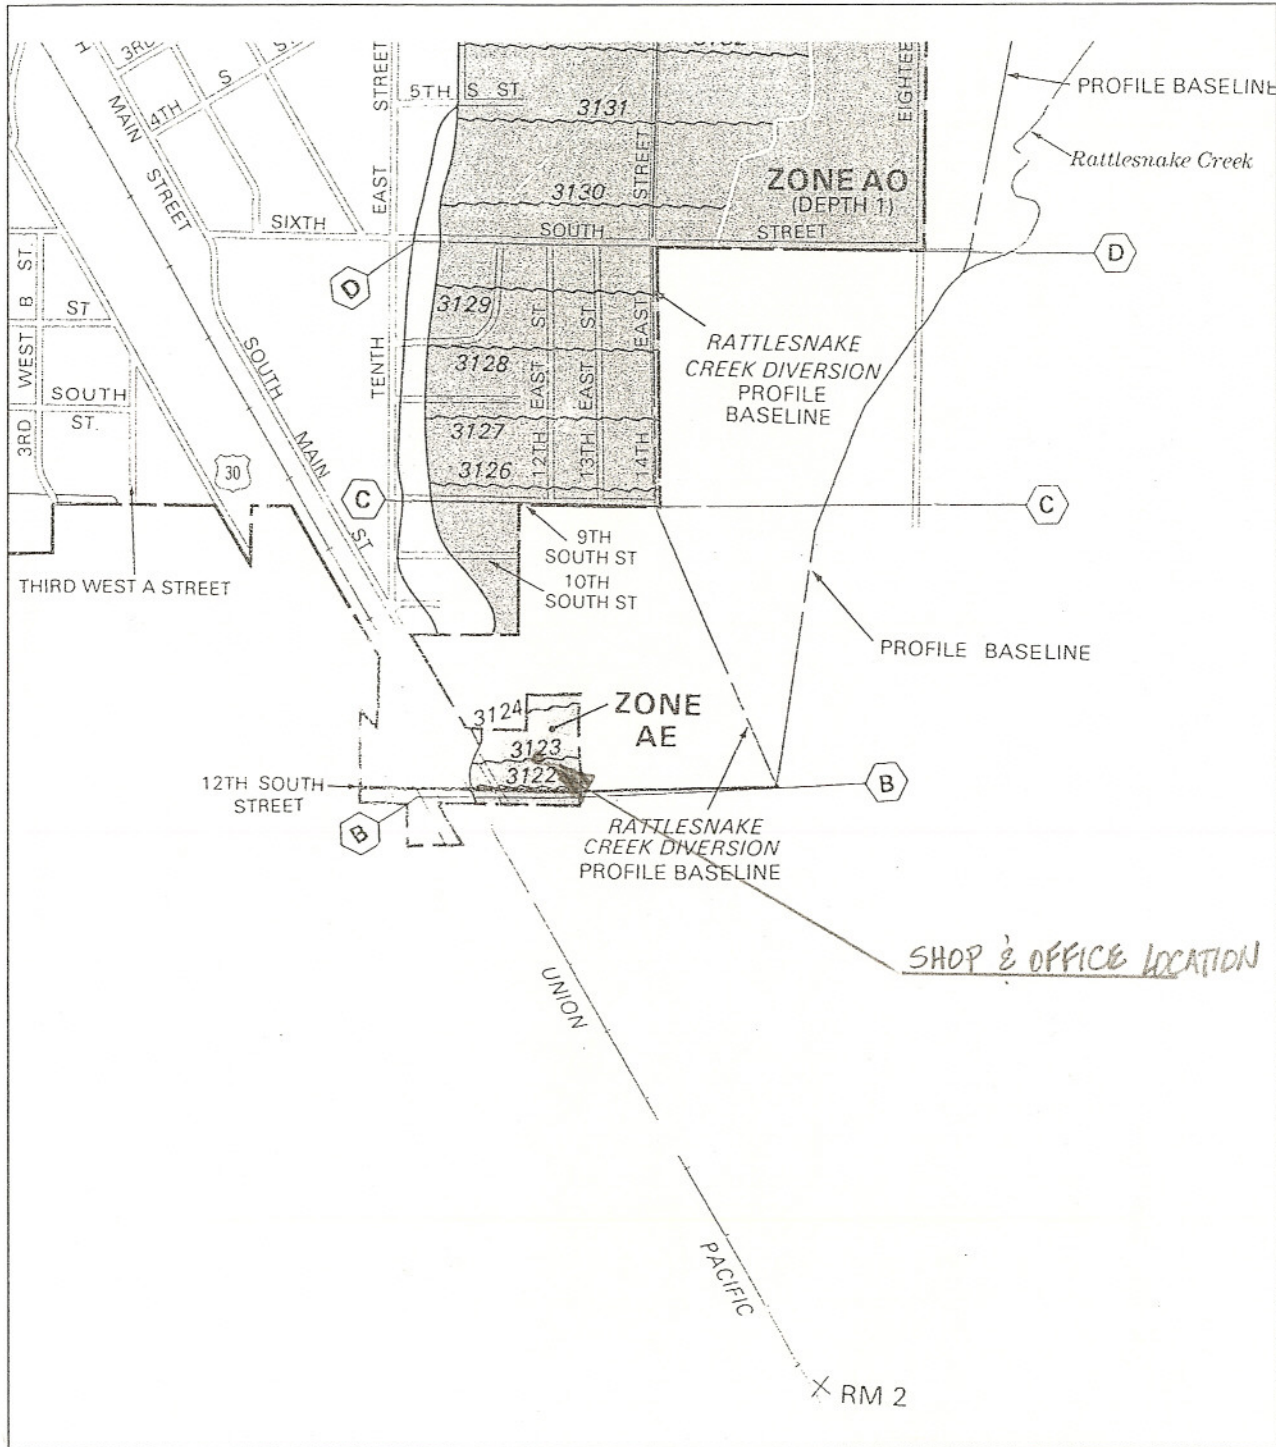 3RD
4TH S ST.
MAIN STREET
EAST STREET
5TH S ST.
3131
STREET
PROFILE BASELINE
Rattlesnake Creek
3130
ZONE AO
(DEPTH 1)
SIXTH SOUTH STREET
D
D
3RD WEST B ST.
ST
SOUTH
ST.
SOUTH MAIN ST
TENTH
3129
3128
3127
3126
12TH EAST ST
13TH EAST ST
14TH EAST
RATTLESNAKE
CREEK DIVERSION
PROFILE
BASELINE
30
C
C
9TH
SOUTH ST
10TH
SOUTH ST
THIRD WEST A STREET
PROFILE BASELINE
3124
ZONE
AE
3123
3122
12TH SOUTH
STREET
B
B
RATTLESNAKE
CREEK DIVERSION
PROFILE BASELINE
SHOP & OFFICE LOCATION
UNION
PACIFIC
RM 2